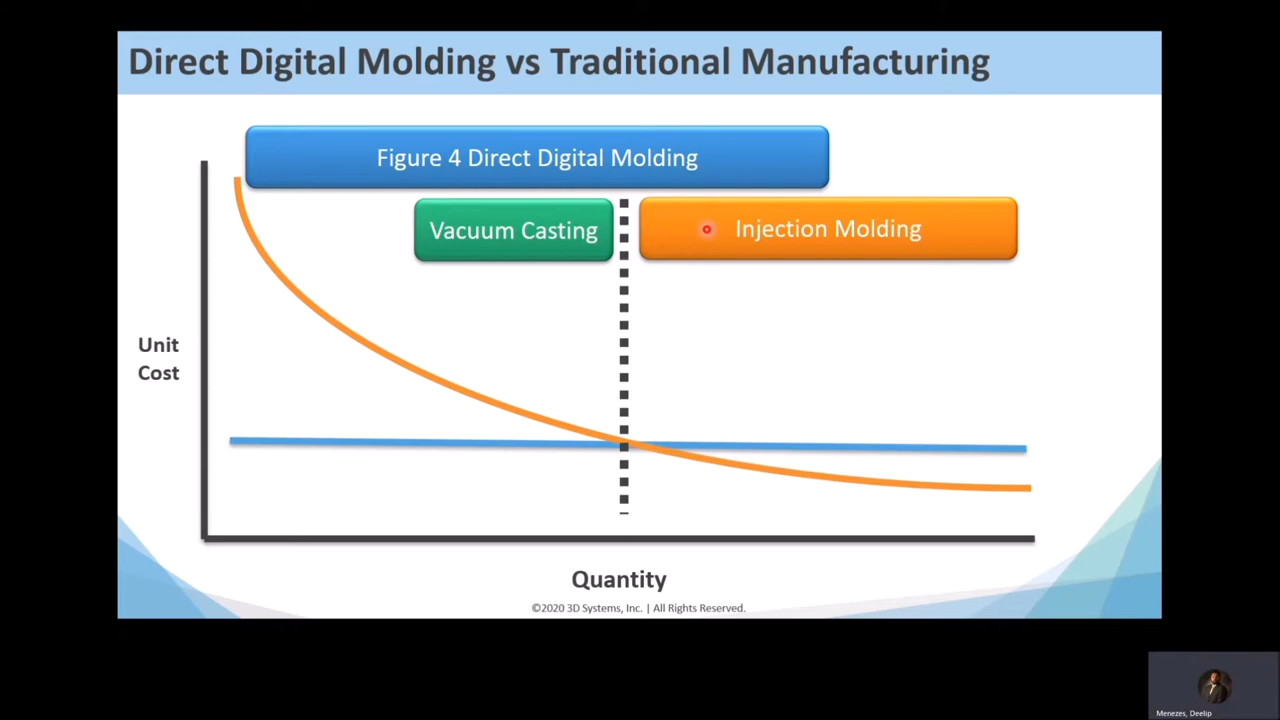 Direct Digital Molding vs Traditional Manufacturing
Figure 4 Direct Digital Molding
Vacuum Casting
Injection Molding
Unit
Cost
Quantity
©2020 3D Systems, Inc. | All Rights Reserved.
Menezes, Deelip